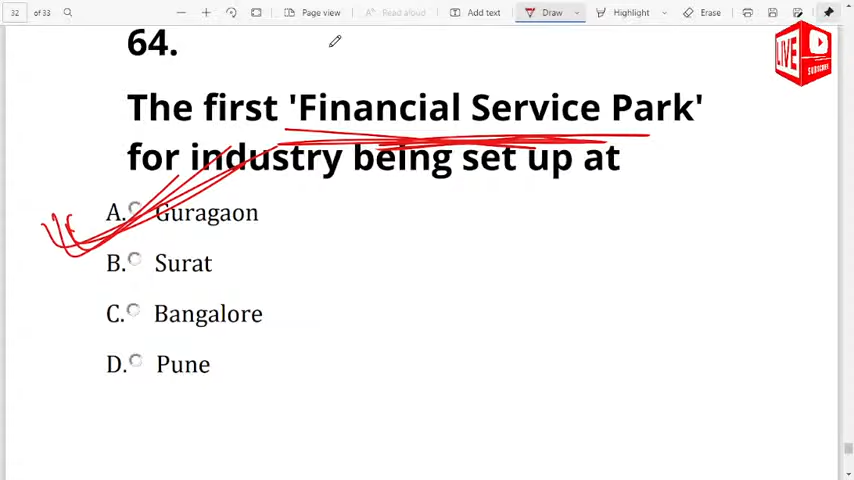 32 of 33 Page view Read aloud Add text Draw Highlight Erase
64.
LIVE
SUBSCRIBE
The first 'Financial Service Park'
for industry being set up at
A. Guragaon
B. Surat
C. Bangalore
D. Pune